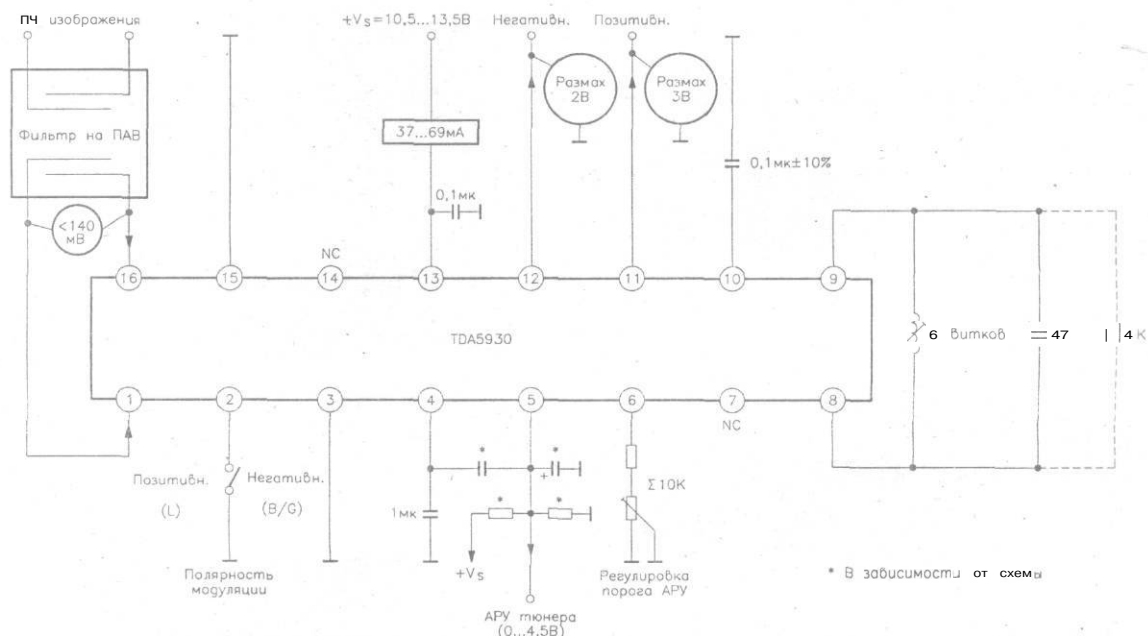 ПЧ изображения
+Vs=10,5...13,5В
Негативн.
Позитивн.
Размах
2В
Размах
3В
Фильтр на ПАВ
37...69мА
0,1мк±10%
0,1мк
<140
мВ
NC
16
15
14
13
12
11
10
9
TDA5930
6 витков
47
4К
1
2
3
4
5
6
7
8
NC
*
*
+
Позитивн.
(L)
Негативн.
(B/G)
Σ10К
1мк
*
*
+Vs
Полярность
модуляции
Регулировка
порога АРУ
* В зависимости от схемы
АРУ тюнера
(0...4,5В)